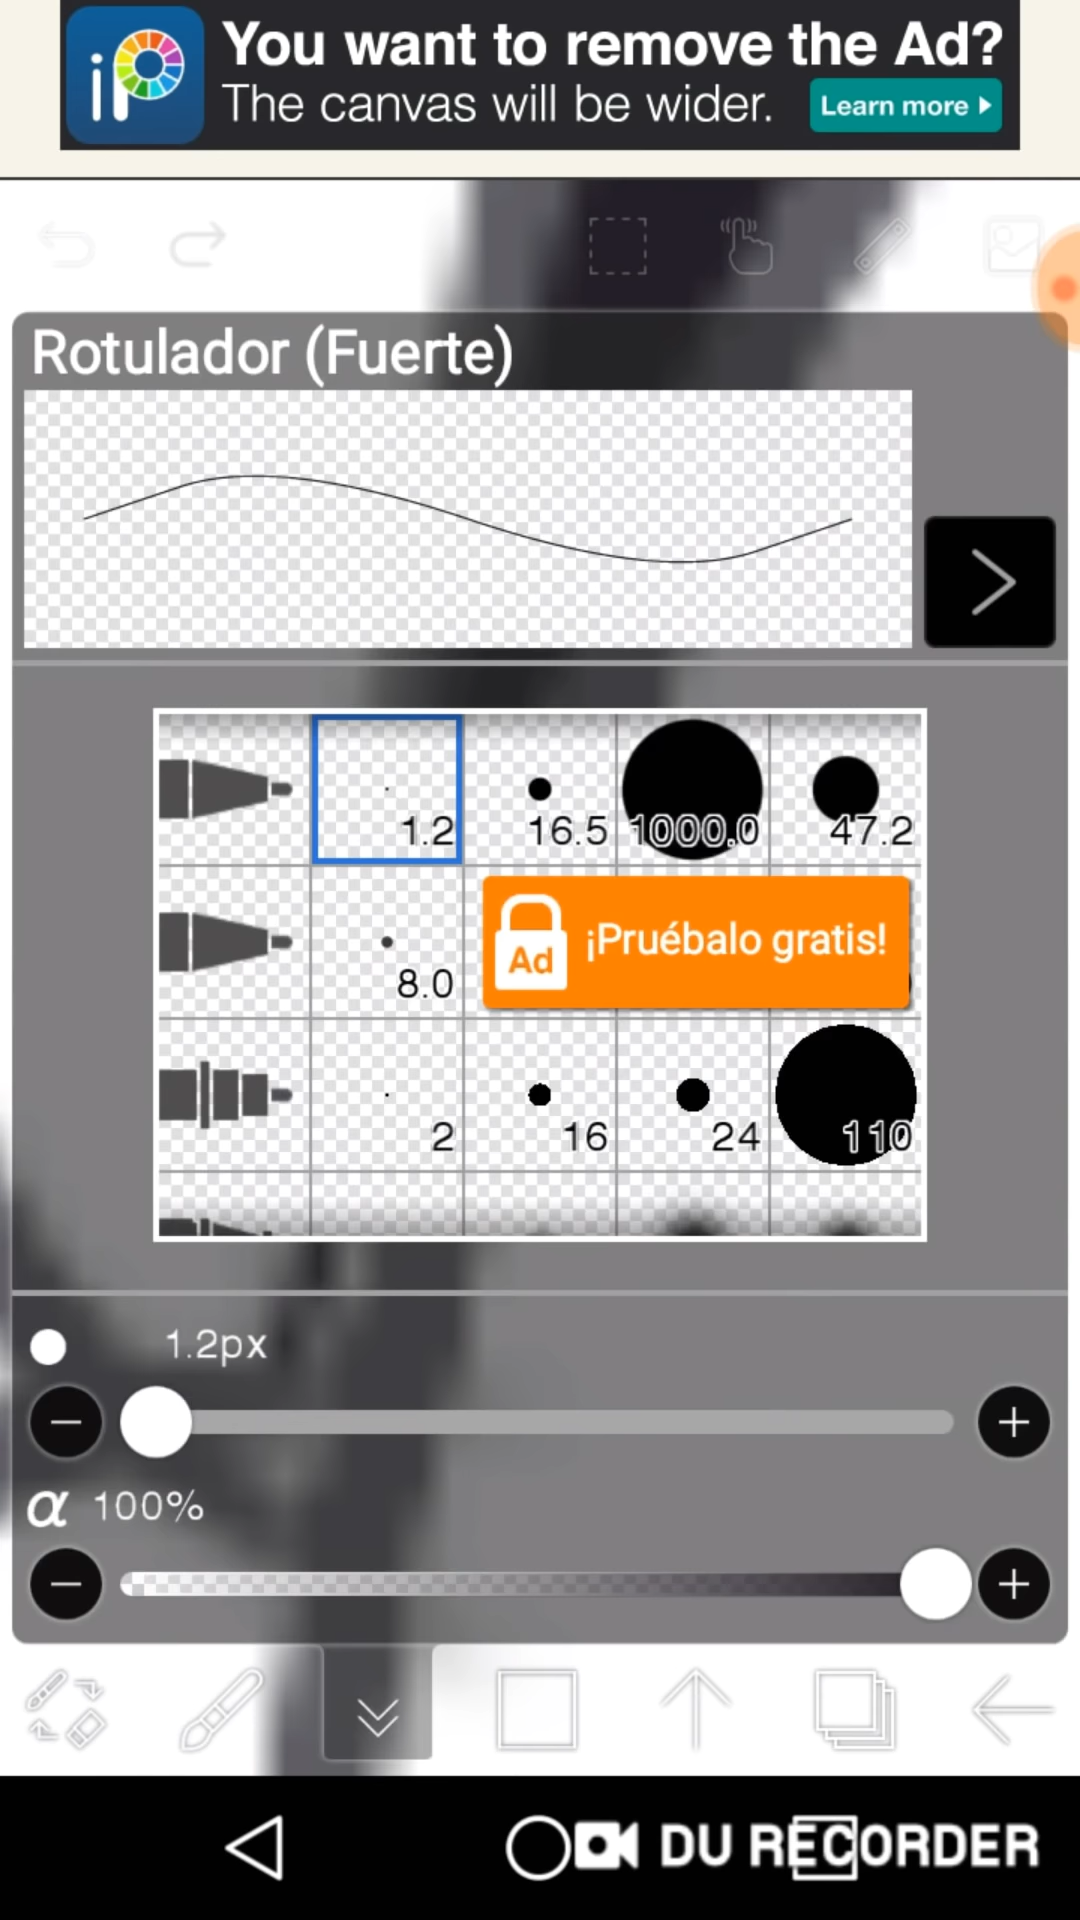 iP
You want to remove the Ad?
The canvas will be wider.
Learn more
Rotulador (Fuerte)
1.2
16.5
1000.0
47.2
8.0
Ad
¡Pruébalo gratis!
2
16
24
110
1.2px
α 100%
DU RECORDER